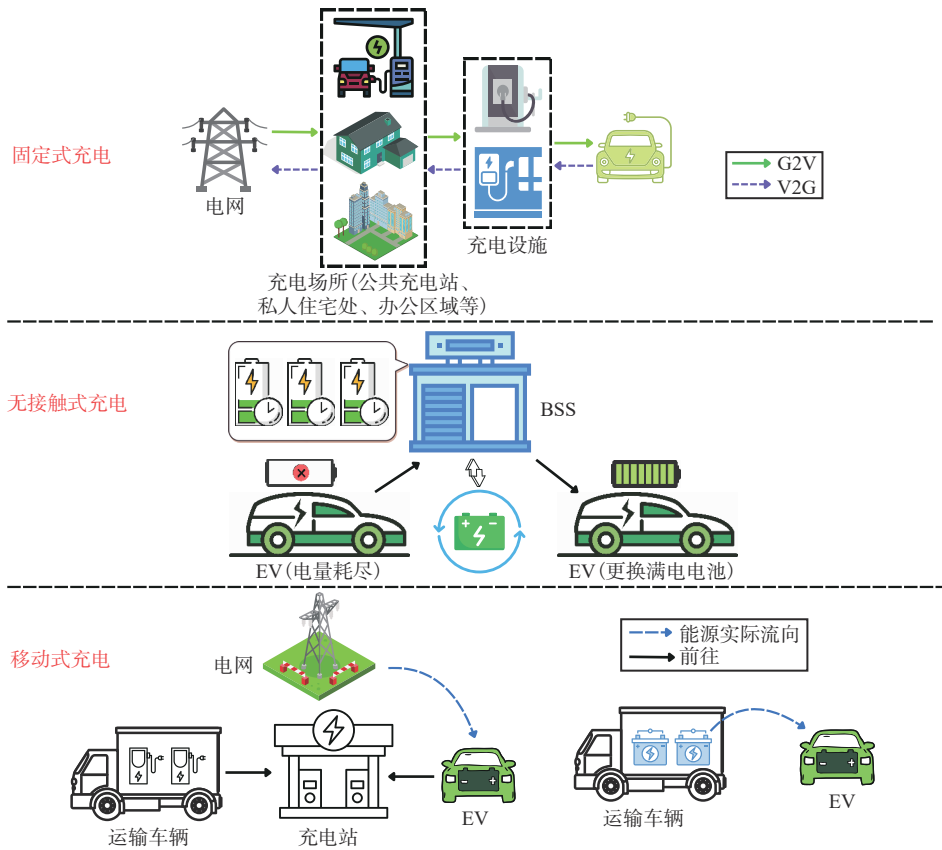 固定式充电
电网
充电场所(公共充电站、
私人住宅处、办公区域等)
充电设施
G2V
V2G
无接触式充电
BSS
EV(电量耗尽)
EV(更换满电电池)
移动式充电
电网
能源实际流向
前往
运输车辆
充电站
EV
运输车辆
EV